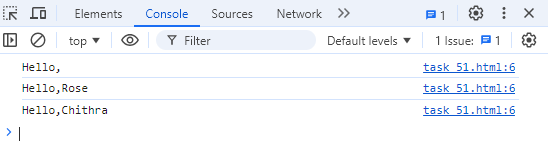 Elements Console Sources Network » 1
top Filter Default levels 1 Issue: 1
Hello, task 51.html:6
Hello,Rose task 51.html:6
Hello,Chithra task 51.html:6
>